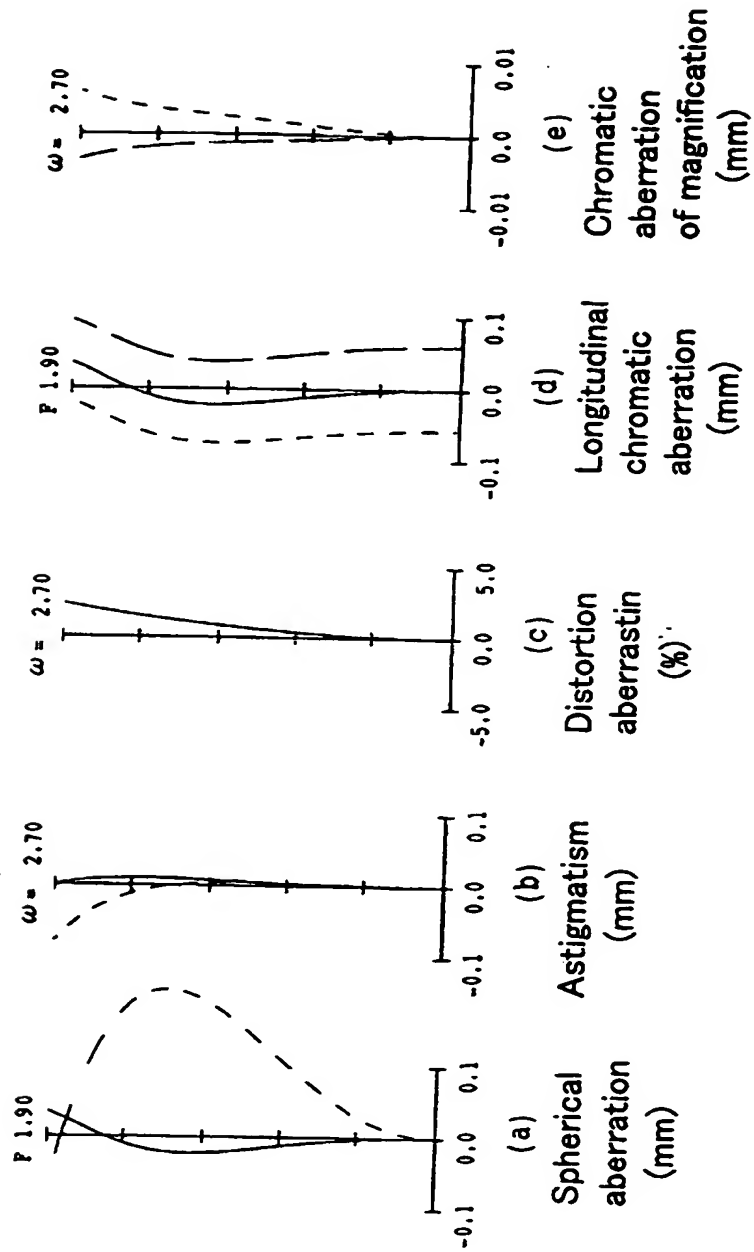 F 1.90
-0.1
0.0
0.1
(a)
Spherical
aberration
(mm)
ω = 2.70
-0.1
0.0
0.1
(b)
Astigmatism
(mm)
ω = 2.70
-5.0
0.0
5.0
(c)
Distortion
aberrastin
(%)
F 1.90
-0.1
0.0
0.1
(d)
Longitudinal
chromatic
aberration
(mm)
ω = 2.70
-0.01
0.0
0.01
(e)
Chromatic
aberration
of magnification
(mm)